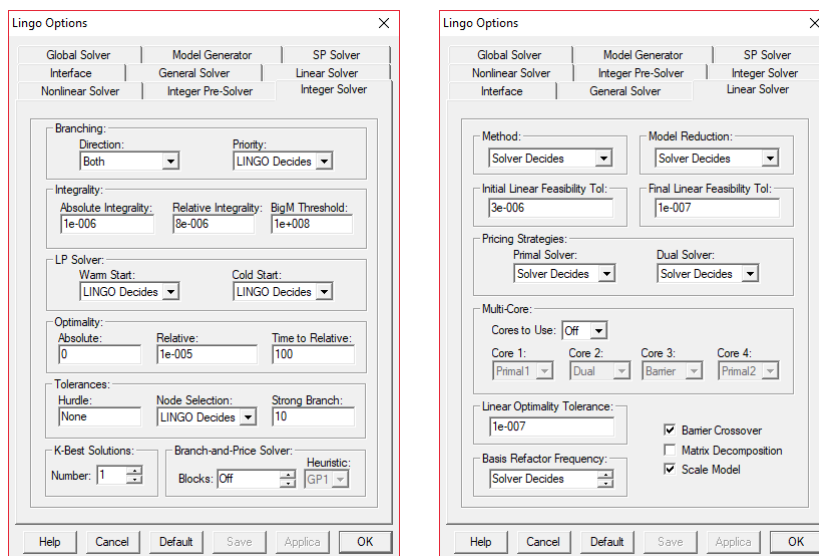 Lingo Options
Global Solver Model Generator SP Solver
Interface General Solver Linear Solver
Nonlinear Solver Integer Pre-Solver Integer Solver
Branching:
Direction: Priority:
Both LINGO Decides
Integrality:
Absolute Integrality: Relative Integrality: BigM Threshold:
1e-006 8e-006 1e+008
LP Solver:
Warm Start: Cold Start:
LINGO Decides LINGO Decides
Optimality:
Absolute: Relative: Time to Relative:
0 1e-005 100
Tolerances:
Hurdle: Node Selection: Strong Branch:
None LINGO Decides 10
K-Best Solutions: Branch-and-Price Solver:
Heuristic:
Number: 1 Blocks: Off GP1
Help Cancel Default Save Applica OK
Lingo Options
Global Solver Model Generator SP Solver
Nonlinear Solver Integer Pre-Solver Integer Solver
Interface General Solver Linear Solver
Method: Model Reduction:
Solver Decides Solver Decides
Initial Linear Feasibility Tol: Final Linear Feasibility Tol:
3e-006 1e-007
Pricing Strategies:
Primal Solver: Dual Solver:
Solver Decides Solver Decides
Multi-Core:
Cores to Use: Off
Core 1: Core 2: Core 3: Core 4:
Primal1 Dual Barrier Primal2
Linear Optimality Tolerance:
1e-007
Barrier Crossover
Matrix Decomposition
Basis Refactor Frequency:
Scale Model
Solver Decides
Help Cancel Default Save Applica OK